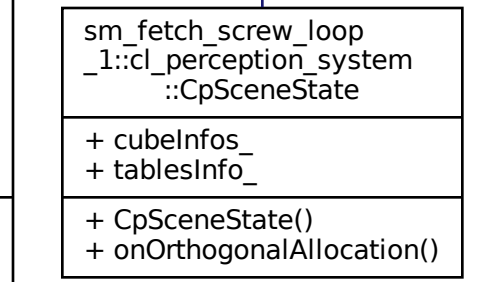 sm_fetch_screw_loop
_1::cl_perception_system
::CpSceneState
+ cubeInfos_
+ tablesInfo_
+ CpSceneState()
+ onOrthogonalAllocation()